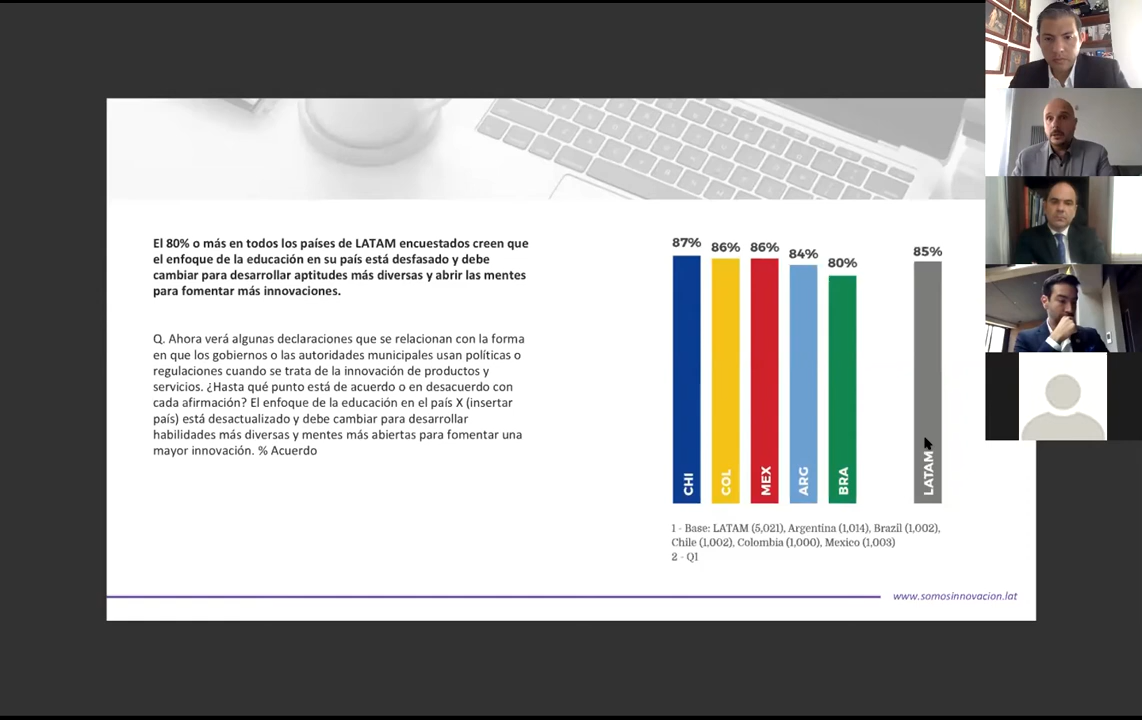 El 80% o más en todos los países de LATAM encuestados creen que
el enfoque de la educación en su país está desfasado y debe
cambiar para desarrollar aptitudes más diversas y abrir las mentes
para fomentar más innovaciones.
Q. Ahora verá algunas declaraciones que se relacionan con la forma
en que los gobiernos o las autoridades municipales usan políticas o
regulaciones cuando se trata de la innovación de productos y
servicios. ¿Hasta qué punto está de acuerdo o en desacuerdo con
cada afirmación? El enfoque de la educación en el país X (insertar
país) está desactualizado y debe cambiar para desarrollar
habilidades más diversas y mentes más abiertas para fomentar una
mayor innovación. % Acuerdo
87% 86% 86% 84% 80% 85%
CHI COL MEX ARG BRA LATAM
1 - Base: LATAM (5,021), Argentina (1,014), Brazil (1,002),
Chile (1,002), Colombia (1,000), Mexico (1,003)
2 - Q1
www.somosinnovacion.lat